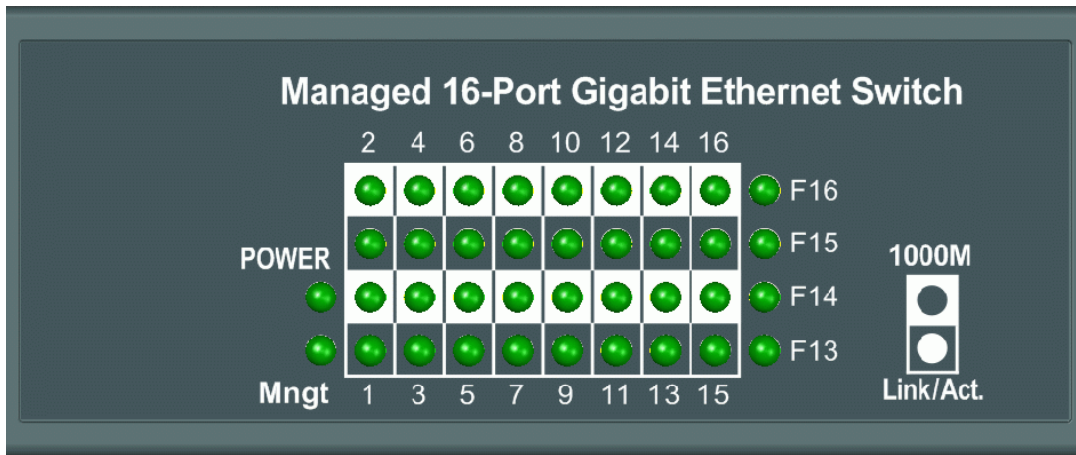 Managed 16-Port Gigabit Ethernet Switch
2 4 6 8 10 12 14 16
F16
POWER
F15
1000M
F14
F13
Mngt
1 3 5 7 9 11 13 15
Link/Act.